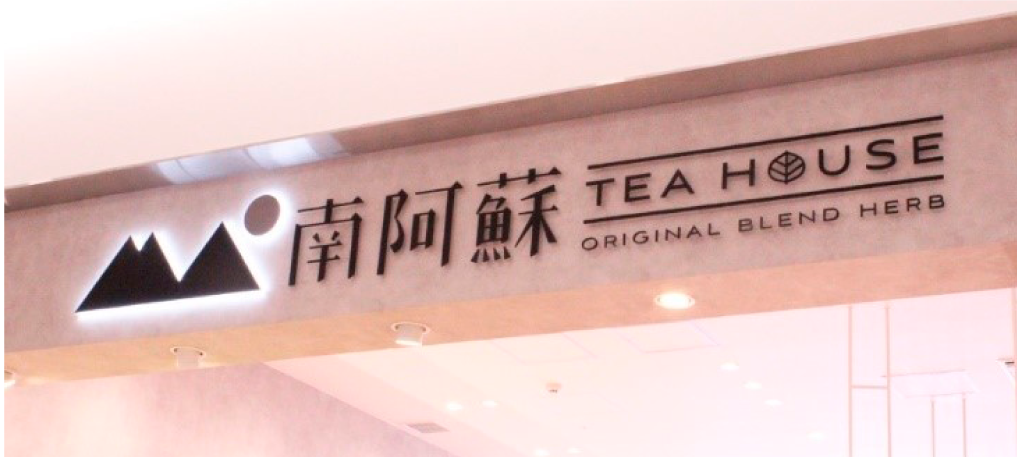 南阿蘇
TEA HOUSE
ORIGINAL BLEND HERB